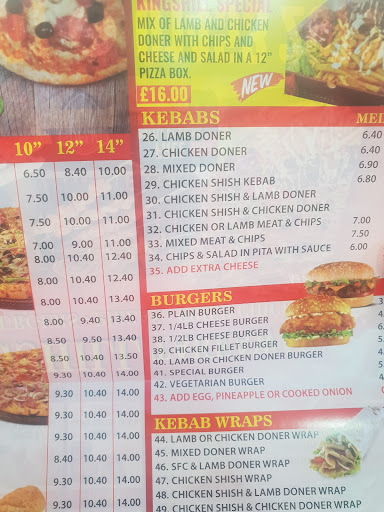 KINGSHILL SPECIAL
MIX OF LAMB AND CHICKEN
DONER WITH CHIPS AND
CHEESE AND SALAD IN A 12"
PIZZA BOX.
£16.00
NEW
10" 12" 14"
6.50 8.40 10.00
7.50 10.00 11.00
7.50 10.00 11.00
7.00 9.00 11.00
8.00 10.40 12.40
8.00 10.40 12.40
8.00 10.40 13.40
8.00 9.40 13.40
8.50 9.50 13.40
8.50 10.40 13.50
9.30 10.40 14.00
9.30 10.40 14.00
9.30 10.40 14.00
8.40 10.40 14.00
9.30 10.40 14.00
9.30 10.40 14.00
KEBABS
26. LAMB DONER 6.40
27. CHICKEN DONER 6.40
28. MIXED DONER 6.90
29. CHICKEN SHISH KEBAB 6.80
30. CHICKEN SHISH & LAMB DONER
31. CHICKEN SHISH & CHICKEN DONER
32. CHICKEN OR LAMB MEAT & CHIPS 7.00
33. MIXED MEAT & CHIPS 7.50
34. CHIPS & SALAD IN PITA WITH SAUCE 6.00
35. ADD EXTRA CHEESE
BURGERS
36. PLAIN BURGER
37. 1/4LB CHEESE BURGER
38. 1/2LB CHEESE BURGER
39. CHICKEN FILLET BURGER
40. LAMB OR CHICKEN DONER BURGER
41. SPECIAL BURGER
42. VEGETARIAN BURGER
43. ADD EGG, PINEAPPLE OR COOKED ONION
KEBAB WRAPS
44. LAMB OR CHICKEN DONER WRAP
45. MIXED DONER WRAP
46. SFC & LAMB DONER WRAP
47. CHICKEN SHISH WRAP
48. CHICKEN SHISH & LAMB DONER WRAP
49. CHICKEN SHISH & CHICKEN DONER WRAP